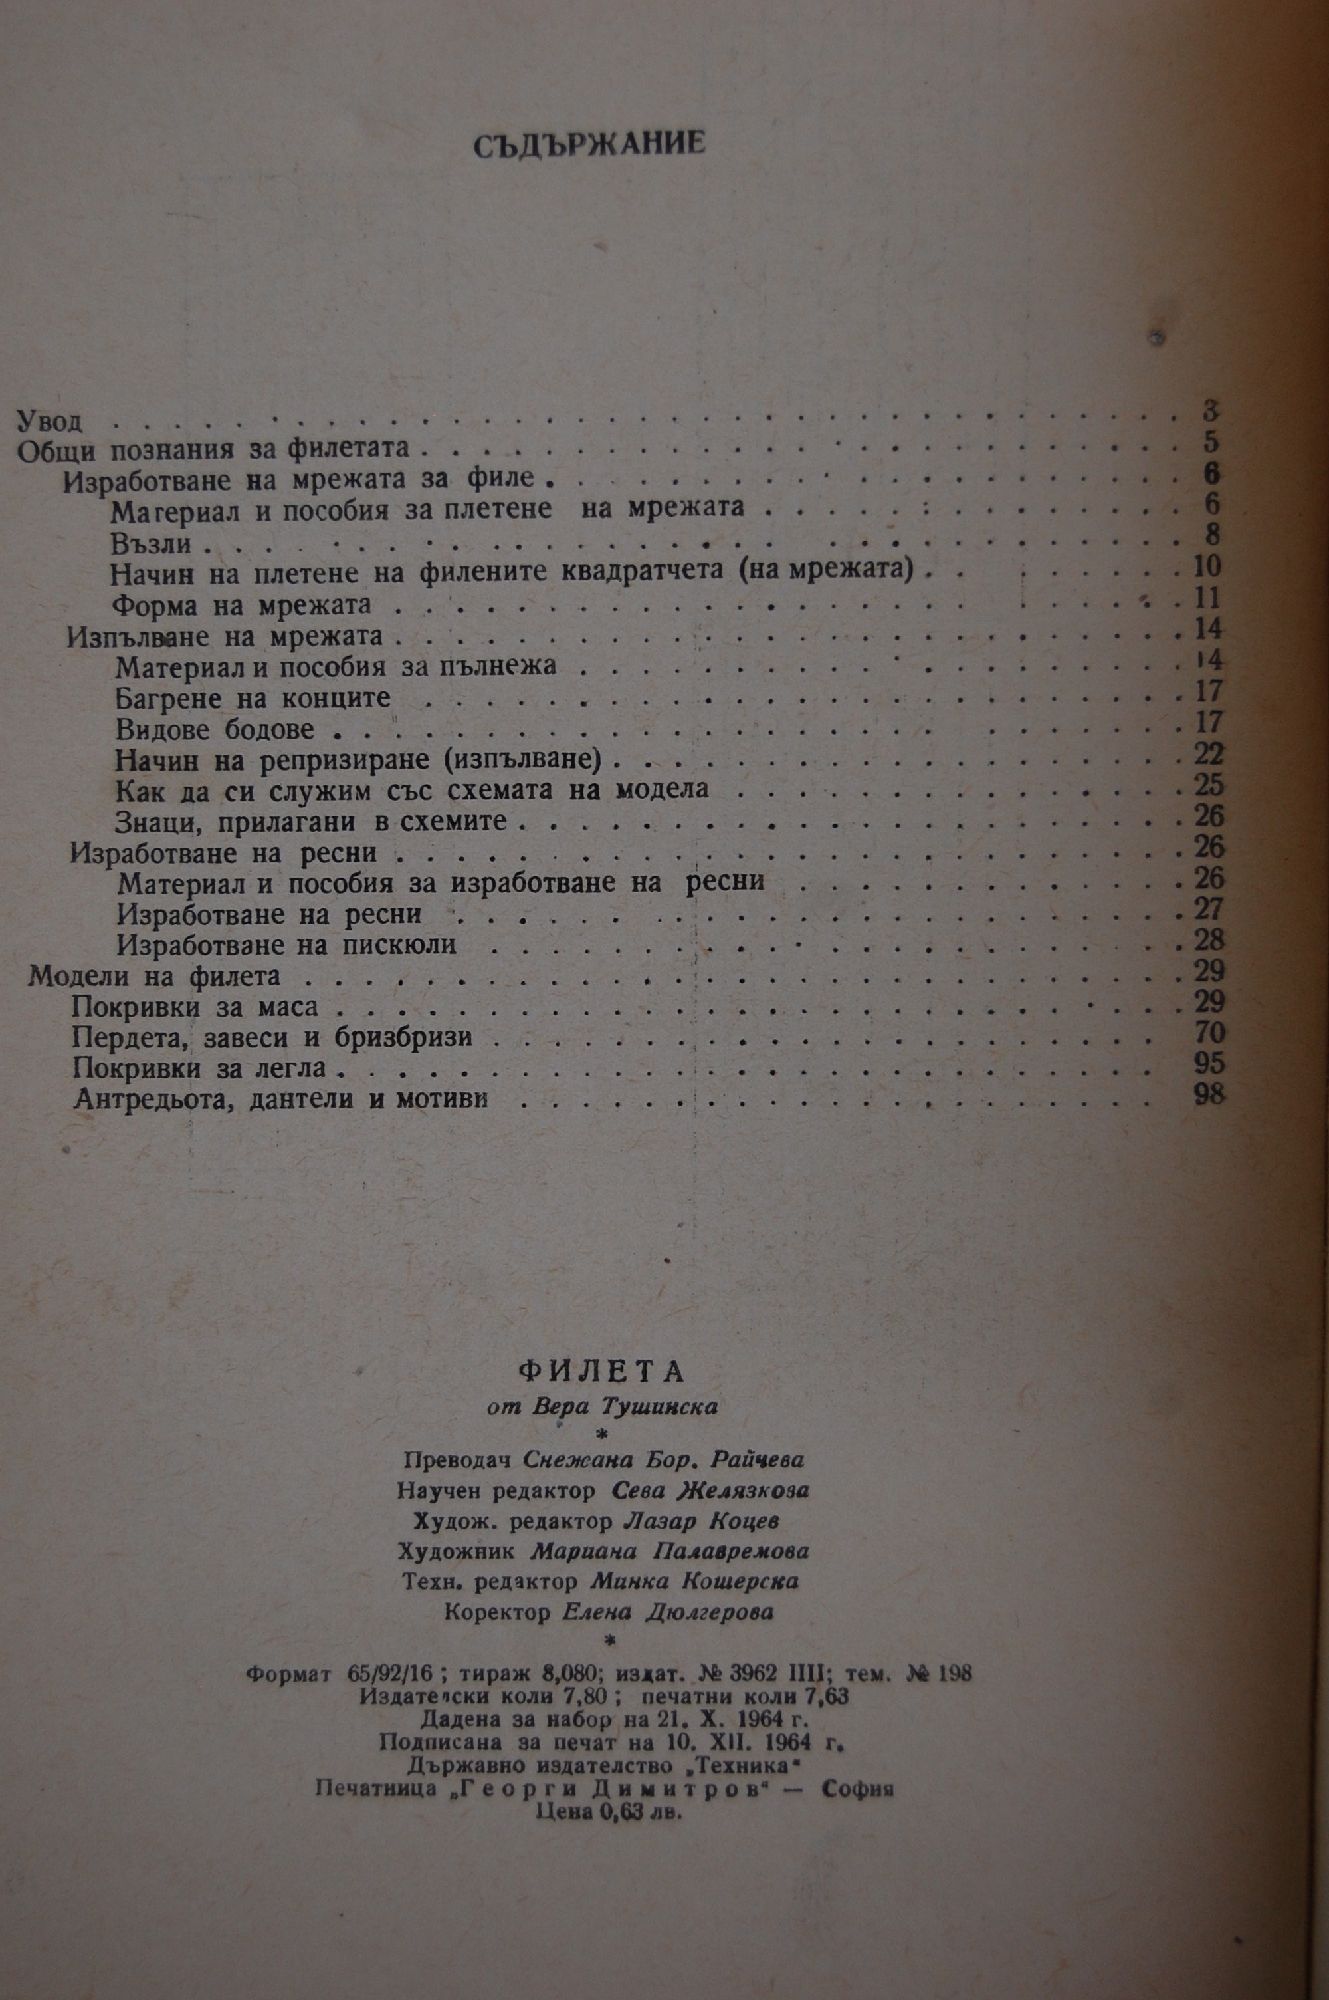 СЪДЪРЖАНИЕ
Увод . . . . . . . . . . . . . . . . . . . . 3
Общи познания за филетата . . . . . . . . . . . . . . . . . . . . 5
Изработване на мрежата за филе . . . . . . . . . . . . . . . . . . . . 6
Материал и пособия за плетене на мрежата . . . . . . . . . . . . . . 6
Възли . . . . . . . . . . . . . . . . . . . . 8
Начин на плетене на филените квадратчета (на мрежата) . . . . . . . . 10
Форма на мрежата . . . . . . . . . . . . . . . . . . . . 11
Изпълване на мрежата . . . . . . . . . . . . . . . . . . . . 14
Материал и пособия за пълнежа . . . . . . . . . . . . . . . . . . . . 14
Багрене на конците . . . . . . . . . . . . . . . . . . . . 17
Видове бодове . . . . . . . . . . . . . . . . . . . . 17
Начин на репризиране (изпълване) . . . . . . . . . . . . . . . . . . . 22
Как да си служим със схемата на модела . . . . . . . . . . . . . . . 25
Знаци, прилагани в схемите . . . . . . . . . . . . . . . . . . . . 26
Изработване на ресни . . . . . . . . . . . . . . . . . . . . 26
Материал и пособия за изработване на ресни . . . . . . . . . . . . . 26
Изработване на ресни . . . . . . . . . . . . . . . . . . . . 27
Изработване на пискюли . . . . . . . . . . . . . . . . . . . . 28
Модели на филета . . . . . . . . . . . . . . . . . . . . 29
Покривки за маса . . . . . . . . . . . . . . . . . . . . 29
Пердета, завеси и бризбризи . . . . . . . . . . . . . . . . . . . . 70
Покривки за легла . . . . . . . . . . . . . . . . . . . . 95
Антредьота, дантели и мотиви . . . . . . . . . . . . . . . . . . . . 98
ФИЛЕТА
от Вера Тушинска
*
Преводач Снежана Бор. Райчева
Научен редактор Сева Желязкова
Худож. редактор Лазар Коцев
Художник Мариана Палавремова
Техн. редактор Минка Кошерска
Коректор Елена Дюлгерова
*
Формат 65/92/16; тираж 8,080; издат. № 3962 IIII; тем. № 198
Издателски коли 7,80; печатни коли 7,63
Дадена за набор на 21. X. 1964 г.
Подписана за печат на 10. XII. 1964 г.
Държавно издателство „Техника“
Печатница „Георги Димитров“ — София
Цена 0,63 лв.